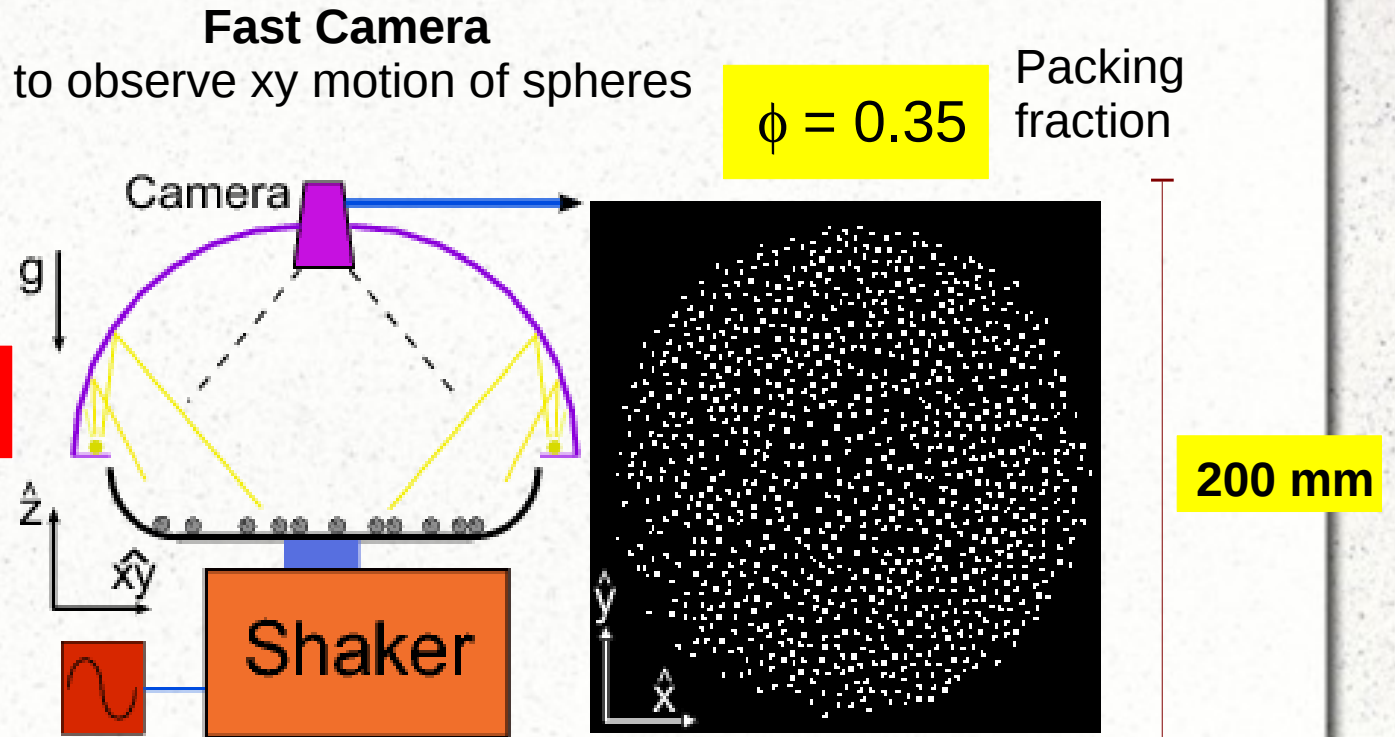 Fast Camera
to observe xy motion of spheres
ϕ = 0.35
Packing
fraction
Camera
g
ẑ
x̂y
200 mm
ŷ
x̂
Shaker